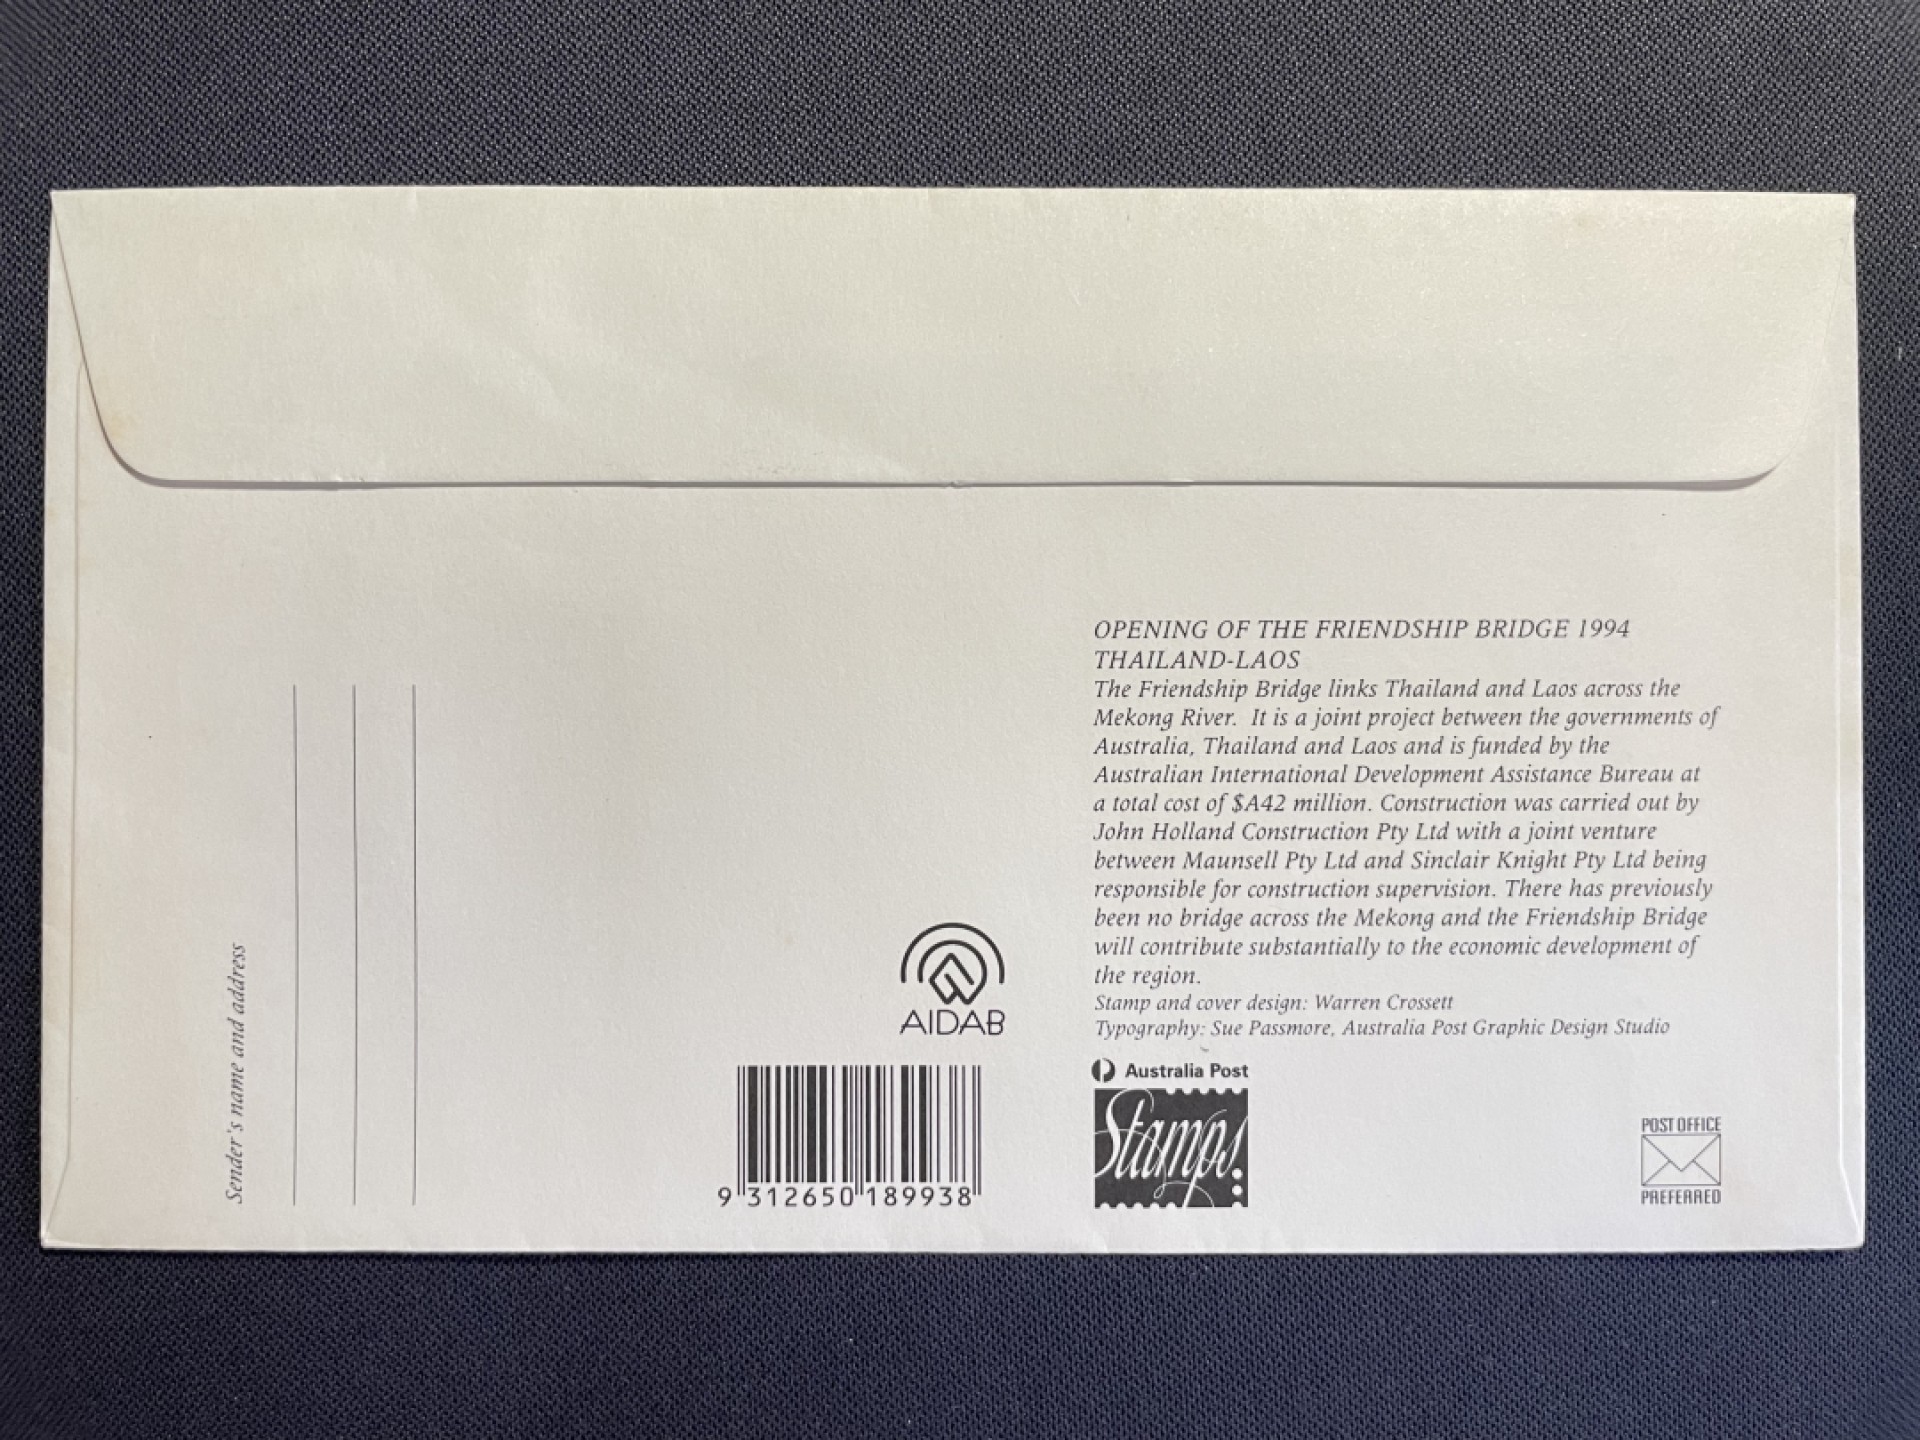 OPENING OF THE FRIENDSHIP BRIDGE 1994
THAILAND-LAOS
The Friendship Bridge links Thailand and Laos across the
Mekong River. It is a joint project between the governments of
Australia, Thailand and Laos and is funded by the
Australian International Development Assistance Bureau at
a total cost of $A42 million. Construction was carried out by
John Holland Construction Pty Ltd with a joint venture
between Maunsell Pty Ltd and Sinclair Knight Pty Ltd being
responsible for construction supervision. There has previously
been no bridge across the Mekong and the Friendship Bridge
will contribute substantially to the economic development of
the region.
Stamp and cover design: Warren Crossett
Typography: Sue Passmore, Australia Post Graphic Design Studio
Sender's name and address
AIDAB
9 312650 189938
Australia Post
Stamps
POST OFFICE
PREFERRED